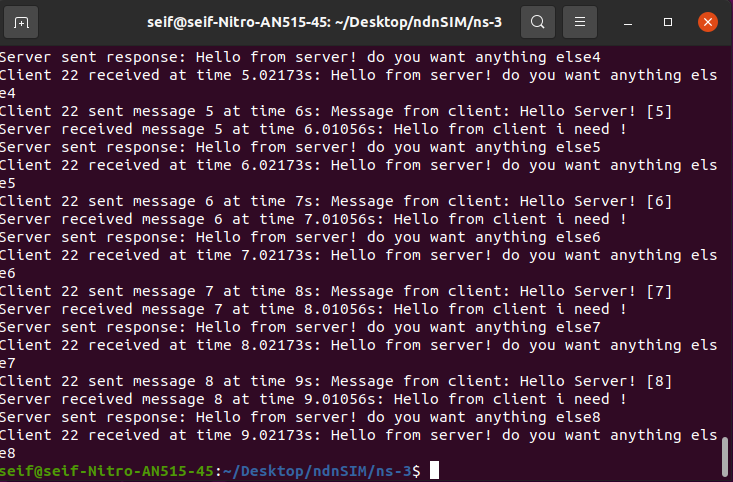 seif@seif-Nitro-AN515-45: ~/Desktop/ndnSIM/ns-3
Server sent response: Hello from server! do you want anything else4
Client 22 received at time 5.02173s: Hello from server! do you want anything els
e4
Client 22 sent message 5 at time 6s: Message from client: Hello Server! [5]
Server received message 5 at time 6.01056s: Hello from client i need !
Server sent response: Hello from server! do you want anything else5
Client 22 received at time 6.02173s: Hello from server! do you want anything els
e5
Client 22 sent message 6 at time 7s: Message from client: Hello Server! [6]
Server received message 6 at time 7.01056s: Hello from client i need !
Server sent response: Hello from server! do you want anything else6
Client 22 received at time 7.02173s: Hello from server! do you want anything els
e6
Client 22 sent message 7 at time 8s: Message from client: Hello Server! [7]
Server received message 7 at time 8.01056s: Hello from client i need !
Server sent response: Hello from server! do you want anything else7
Client 22 received at time 8.02173s: Hello from server! do you want anything els
e7
Client 22 sent message 8 at time 9s: Message from client: Hello Server! [8]
Server received message 8 at time 9.01056s: Hello from client i need !
Server sent response: Hello from server! do you want anything else8
Client 22 received at time 9.02173s: Hello from server! do you want anything els
e8
seif@seif-Nitro-AN515-45:~/Desktop/ndnSIM/ns-3$